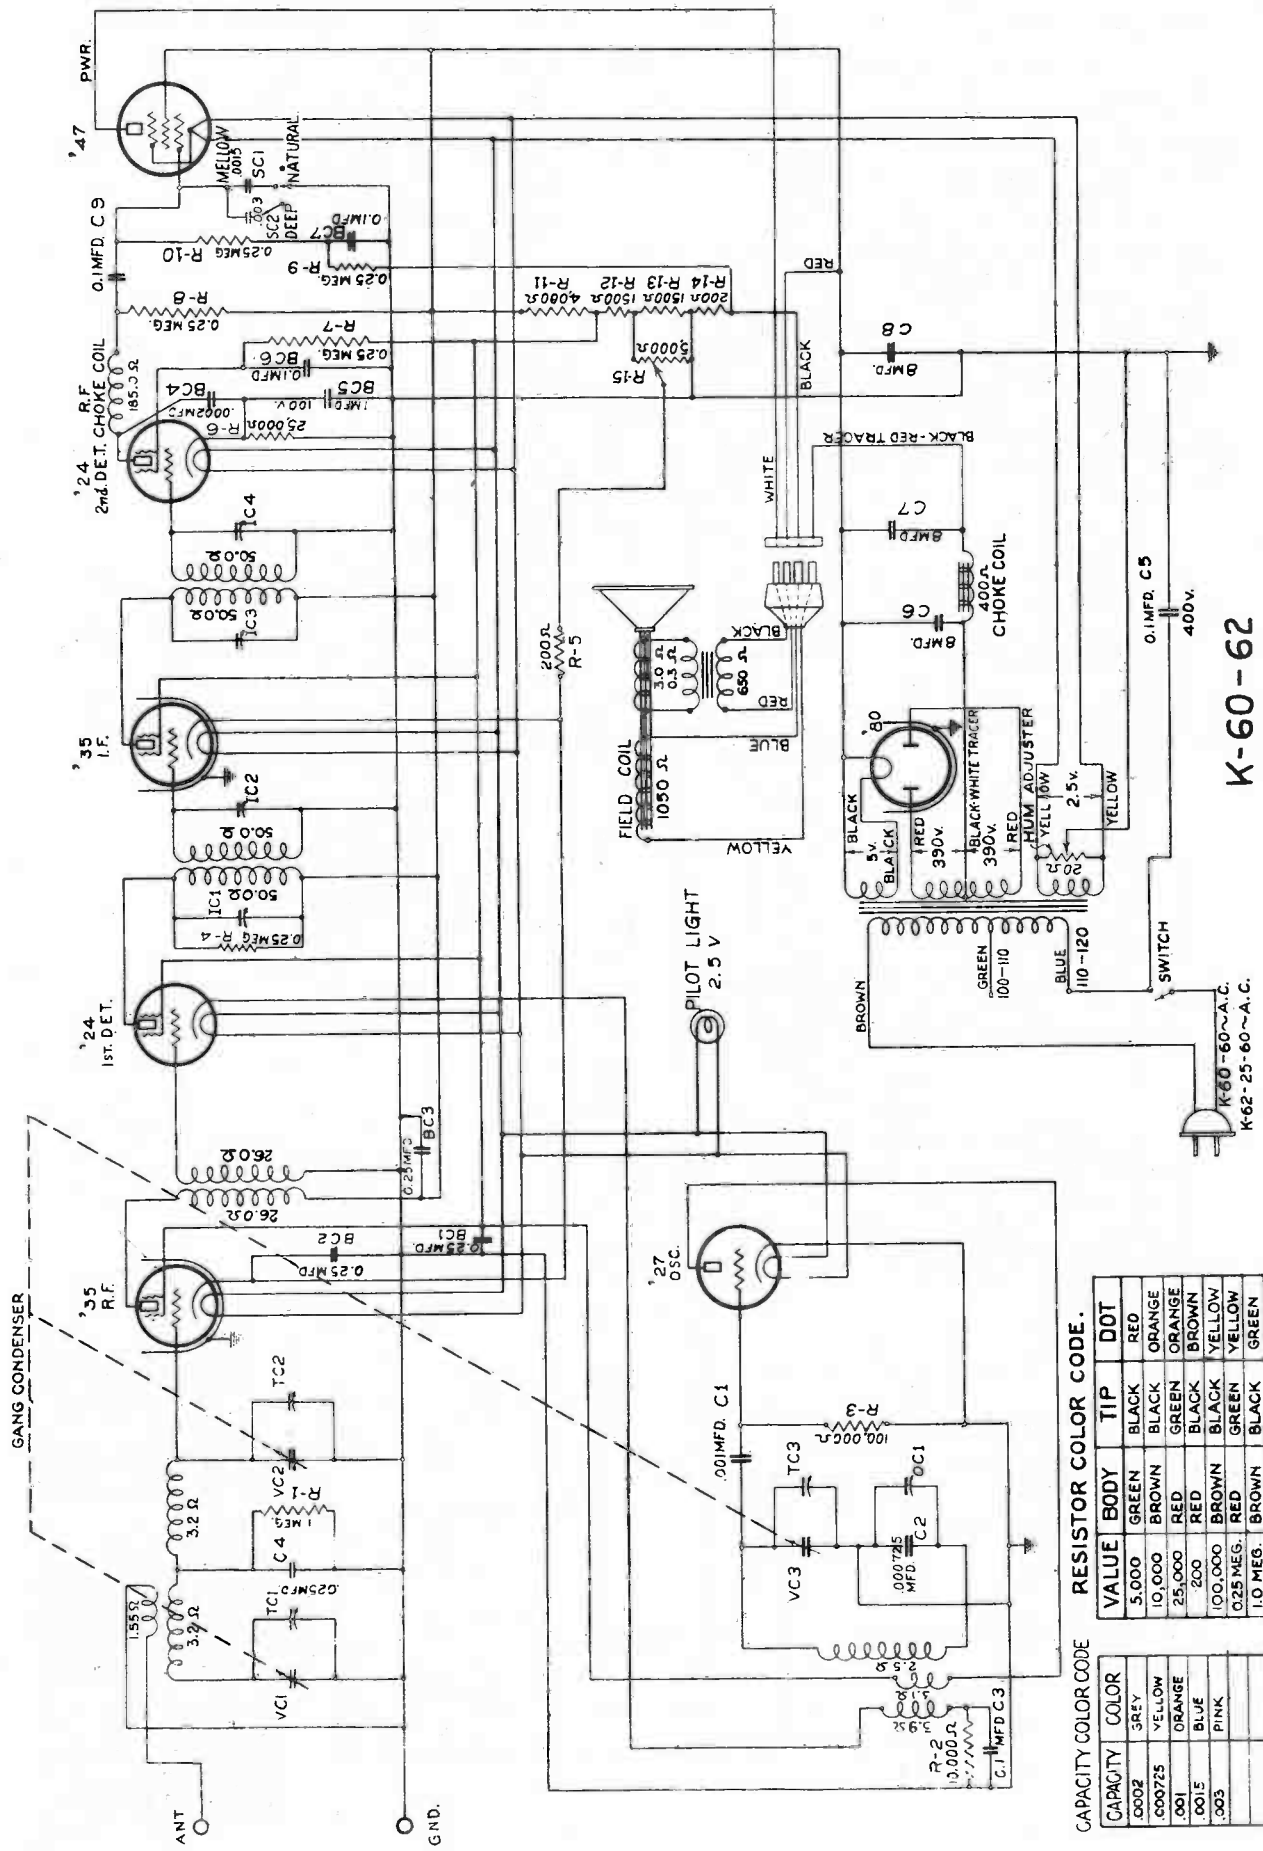 GANG CONDENSER
ANT
GND.
1.55Ω
3.2Ω
3.2Ω
VC1
TC1
C4
.025MFD.
R-1
1 MEG.
VC2
TC2
'35
R.F.
BC2
0.25MFD
26.0Ω
26.0Ω
BC1
0.25MFD.
BC3
0.25MFD
'24
1ST. DET.
R-4
0.25MEG
IC1
50.0Ω
50.0Ω
IC2
'35
I.F.
IC3
50.0Ω
50.0Ω
IC4
'24
2nd. DET.
R.F.
CHOKE COIL
185.0Ω
BC4
.0002MFD
R-6
25,000Ω
BC5
1MFD
100V.
BC6
0.1MFD
R-7
0.25 MEG.
R-8
0.25 MEG.
0.1MFD. C9
R-10
0.25MEG
R-9
0.25 MEG.
BC7
0.1MFD
MELLOW
.0015
SC1
.003
SC2
DEEP
NATURAL
'47
PWR.
R-11
4,080Ω
R-12
1500Ω
R-13
1500Ω
R-14
200Ω
R-15
5,000Ω
200Ω
R-5
WHITE
BLACK
RED
BLACK-RED TRACER
FIELD COIL
1050 Ω
3.0 Ω
0.3 Ω
650 Ω
BLACK
RED
BLUE
YELLOW
PILOT LIGHT
2.5 V
C8
8MFD.
C7
8MFD
C6
8MFD.
400Ω
CHOKE COIL
'80
BLACK
5V.
BLACK
RED
390V.
BLACK-WHITE TRACER
390V.
RED
HUM ADJUSTER
YELLOW
2.5V.
YELLOW
20Ω
BROWN
GREEN
100-110
BLUE
110-120
SWITCH
0.1MFD. C5
400V.
K-60-60~A.C.
K-62-25-60~A.C.
K-60-62
'27
OSC.
.001MFD. C1
R-3
100,000Ω
TC3
VC3
OC1
C2
.000725
MFD.
2.5Ω
3.1Ω
3.9Ω
R-2
10,000Ω
C.1 MFD C3
RESISTOR COLOR CODE.
VALUE BODY TIP DOT
5,000 GREEN BLACK RED
10,000 BROWN BLACK ORANGE
25,000 RED GREEN ORANGE
200 RED BLACK BROWN
100,000 BROWN BLACK YELLOW
0.25 MEG. RED GREEN YELLOW
1.0 MEG. BROWN BLACK GREEN
CAPACITY COLOR CODE
CAPACITY COLOR
.0002 GREY
.000725 YELLOW
.001 ORANGE
.0015 BLUE
.003 PINK